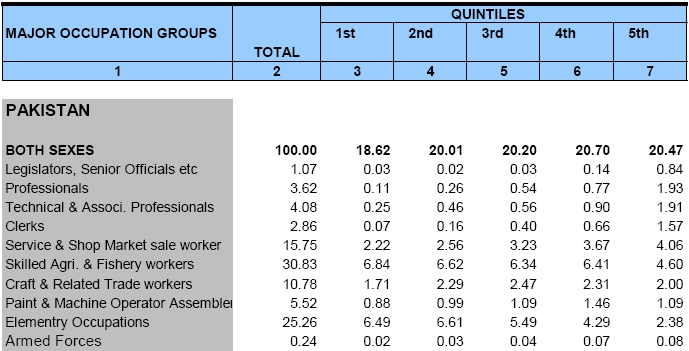 QUINTILES
MAJOR OCCUPATION GROUPS 1st 2nd 3rd 4th 5th
TOTAL
1 2 3 4 5 6 7
PAKISTAN
BOTH SEXES 100.00 18.62 20.01 20.20 20.70 20.47
Legislators, Senior Officials etc 1.07 0.03 0.02 0.03 0.14 0.84
Professionals 3.62 0.11 0.26 0.54 0.77 1.93
Technical & Associ. Professionals 4.08 0.25 0.46 0.56 0.90 1.91
Clerks 2.86 0.07 0.16 0.40 0.66 1.57
Service & Shop Market sale worker 15.75 2.22 2.56 3.23 3.67 4.06
Skilled Agri. & Fishery workers 30.83 6.84 6.62 6.34 6.41 4.60
Craft & Related Trade workers 10.78 1.71 2.29 2.47 2.31 2.00
Paint & Machine Operator Assembler 5.52 0.88 0.99 1.09 1.46 1.09
Elementry Occupations 25.26 6.49 6.61 5.49 4.29 2.38
Armed Forces 0.24 0.02 0.03 0.04 0.07 0.08